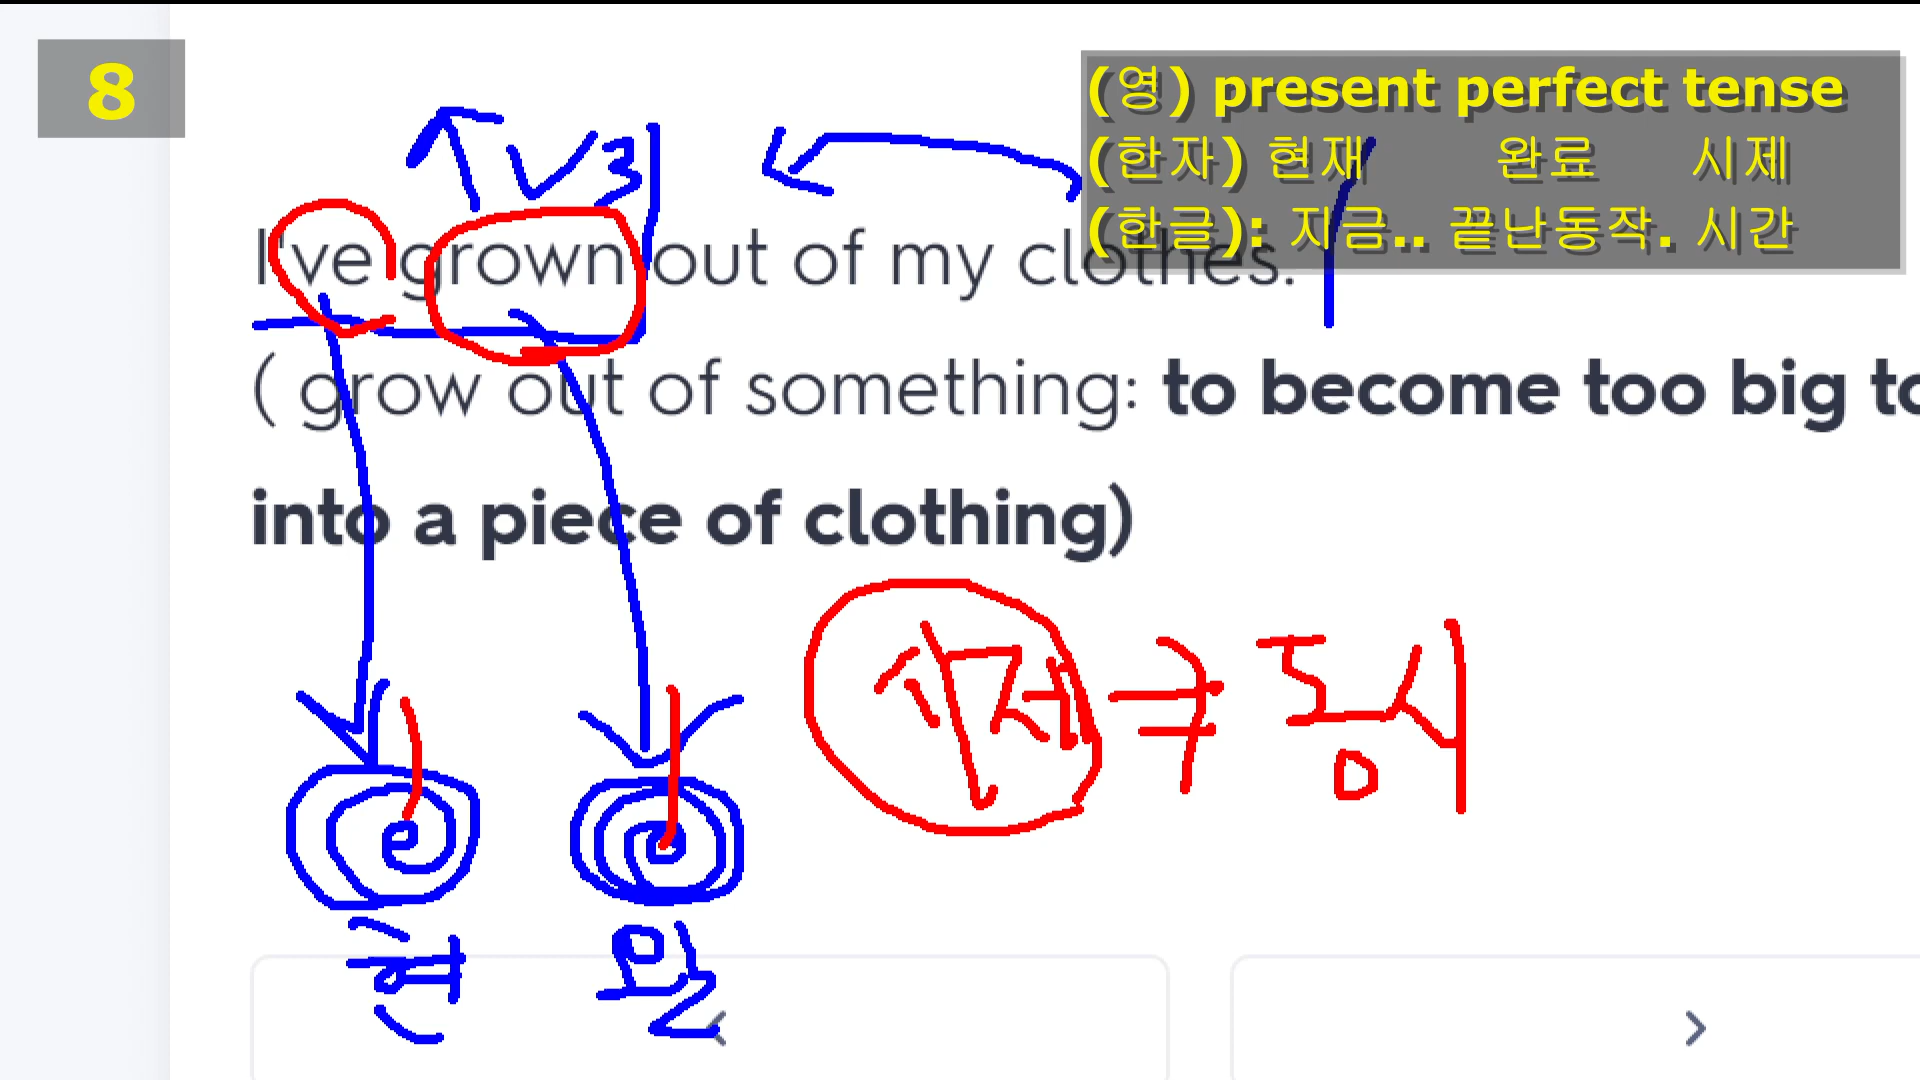 8
(영) present perfect tense
(한자) 현재 완료 시제
(한글): 지금.. 끝난동작. 시간
V3
I've grown out of my clothes.
( grow out of something: to become too big to
into a piece of clothing)
동시
현 완